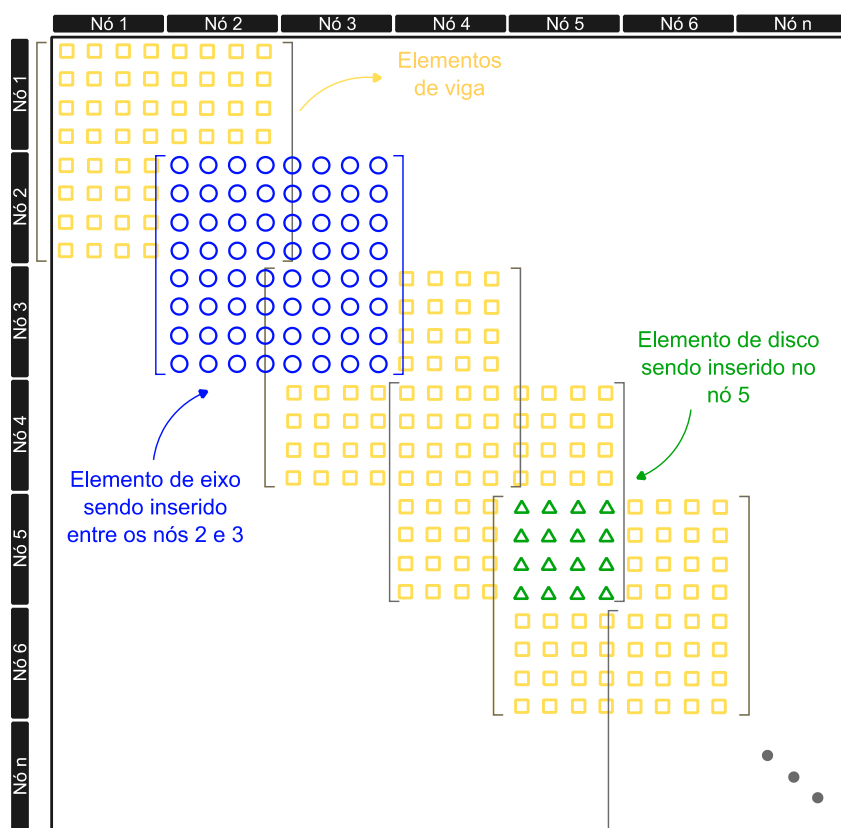 Nó 1 Nó 2 Nó 3 Nó 4 Nó 5 Nó 6 Nó n
Nó 1
Nó 2
Nó 3
Nó 4
Nó 5
Nó 6
Nó n
Elementos
de viga
Elemento de disco
sendo inserido no
nó 5
Elemento de eixo
sendo inserido
entre os nós 2 e 3